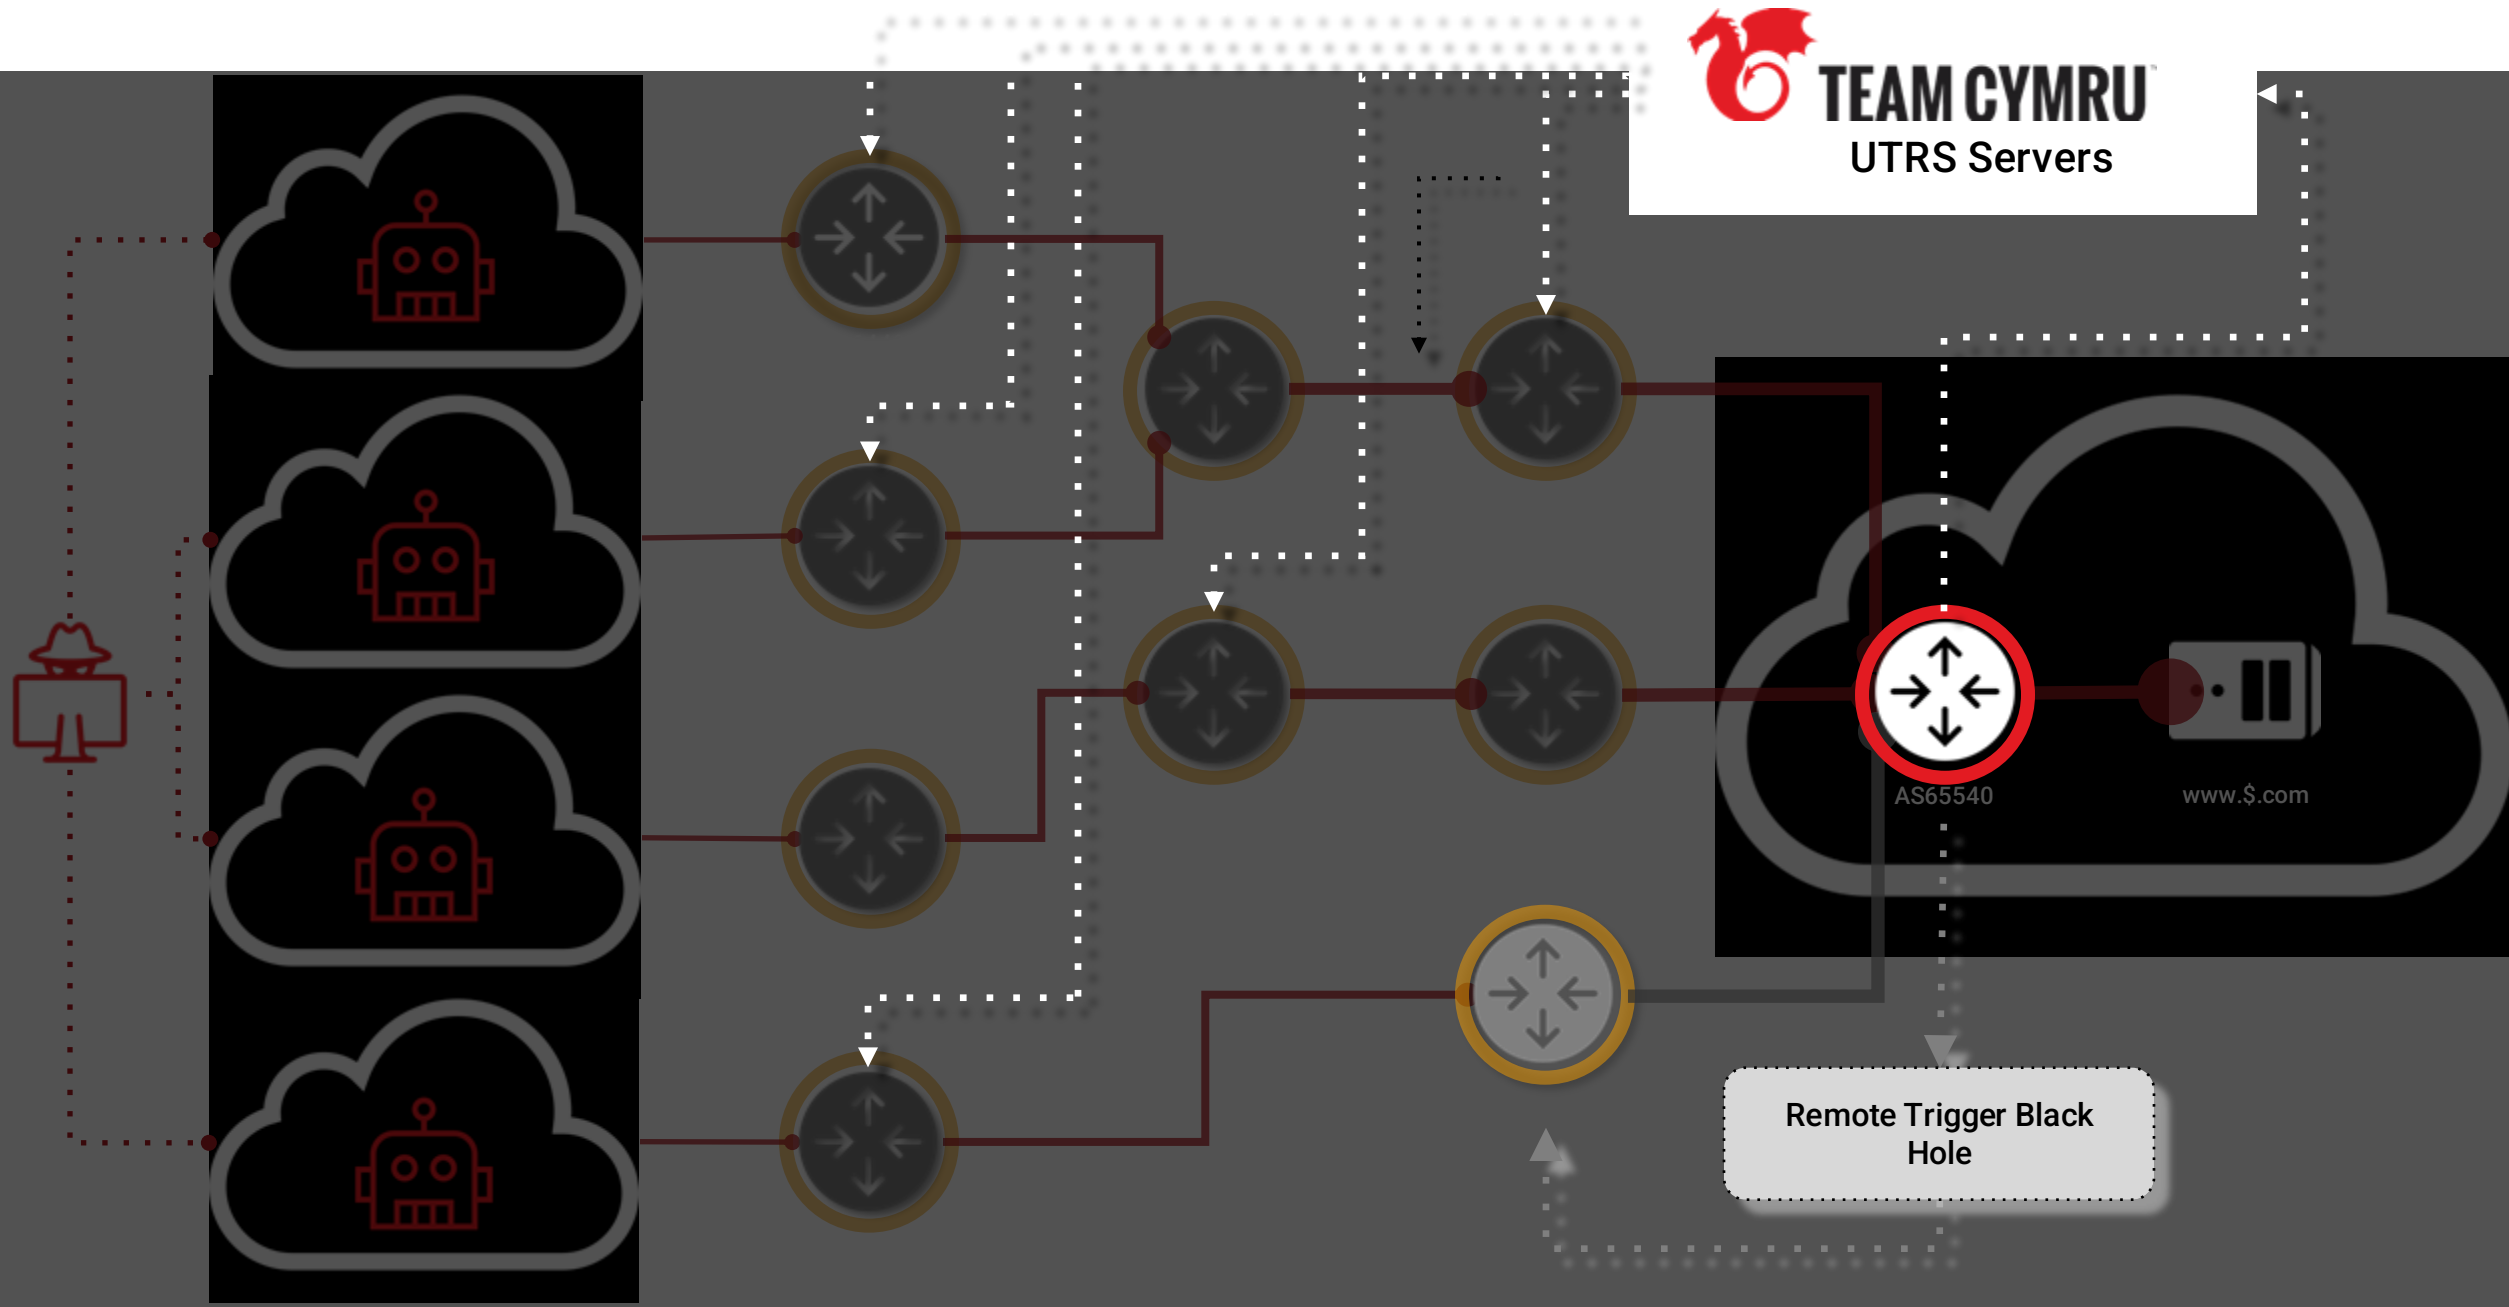 TEAM CYMRU
UTRS Servers
AS65540
www.$.com
Remote Trigger Black
Hole